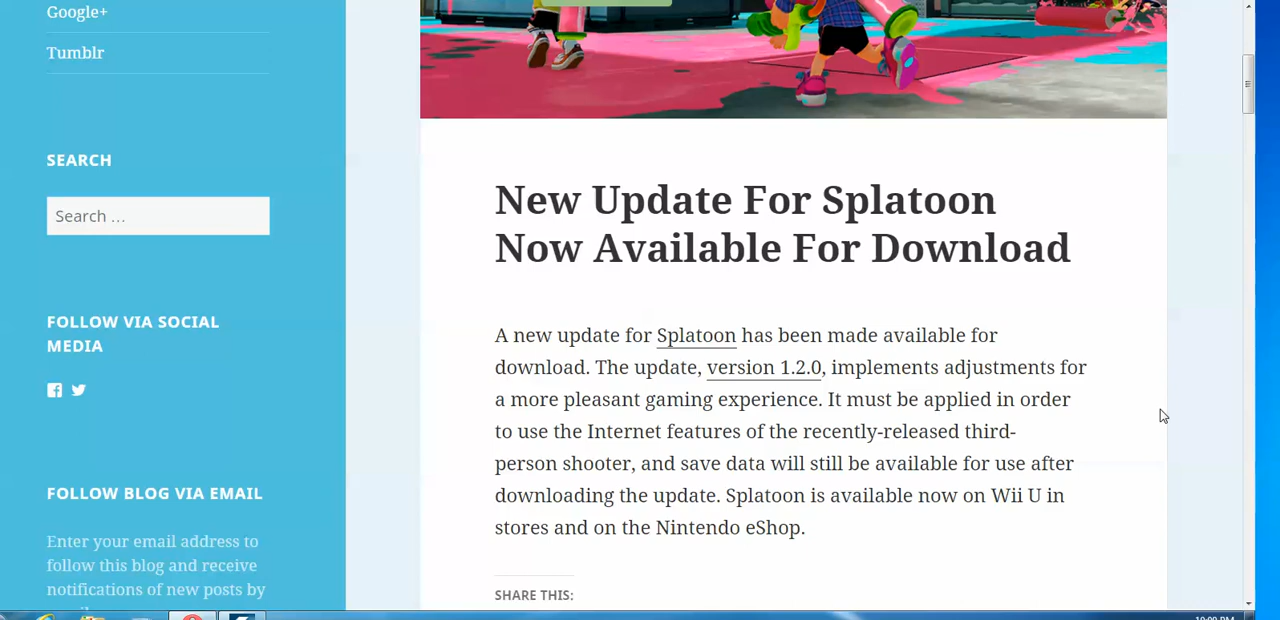 Google+
Tumblr
SEARCH
Search …
FOLLOW VIA SOCIAL
MEDIA
FOLLOW BLOG VIA EMAIL
Enter your email address to
follow this blog and receive
notifications of new posts by
New Update For Splatoon
Now Available For Download
A new update for Splatoon has been made available for
download. The update, version 1.2.0, implements adjustments for
a more pleasant gaming experience. It must be applied in order
to use the Internet features of the recently-released third-
person shooter, and save data will still be available for use after
downloading the update. Splatoon is available now on Wii U in
stores and on the Nintendo eShop.
SHARE THIS: